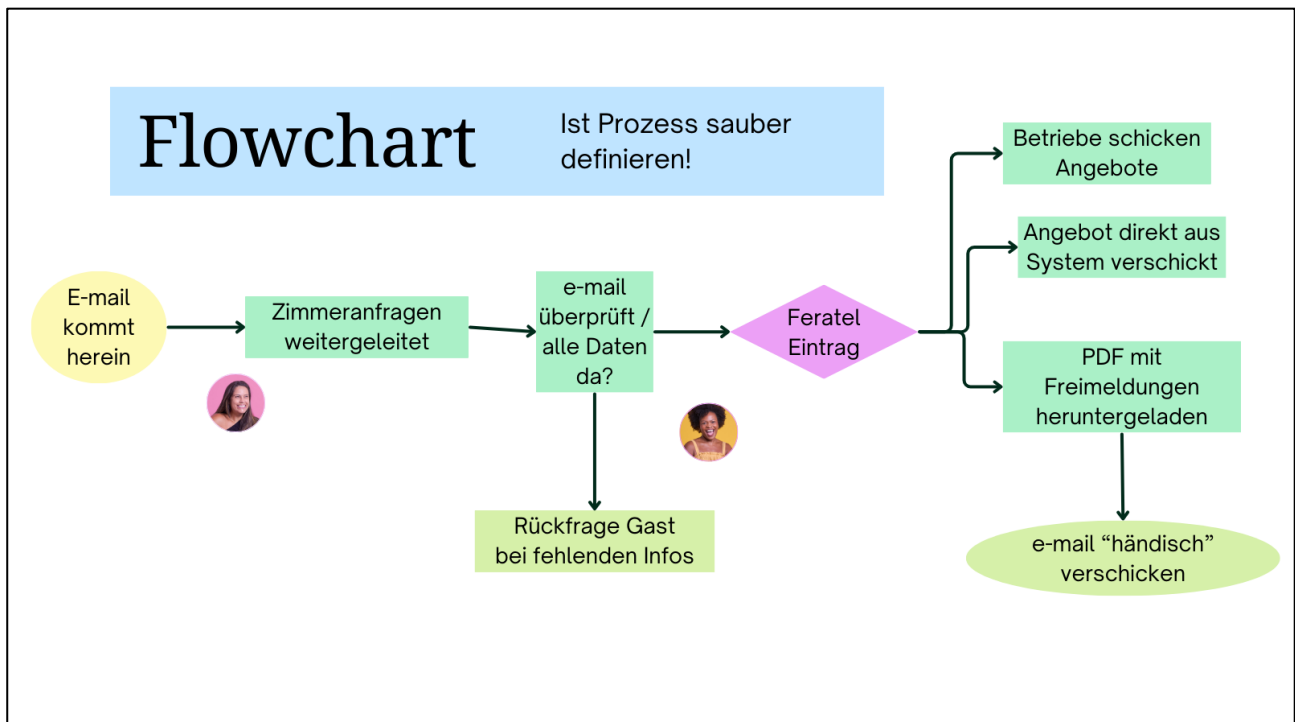 Flowchart
Ist Prozess sauber
definieren!
E-mail
kommt
herein
Zimmeranfragen
weitergeleitet
e-mail
überprüft /
alle Daten
da?
Rückfrage Gast
bei fehlenden Infos
Feratel
Eintrag
Betriebe schicken
Angebote
Angebot direkt aus
System verschickt
PDF mit
Freimeldungen
heruntergeladen
e-mail “händisch”
verschicken